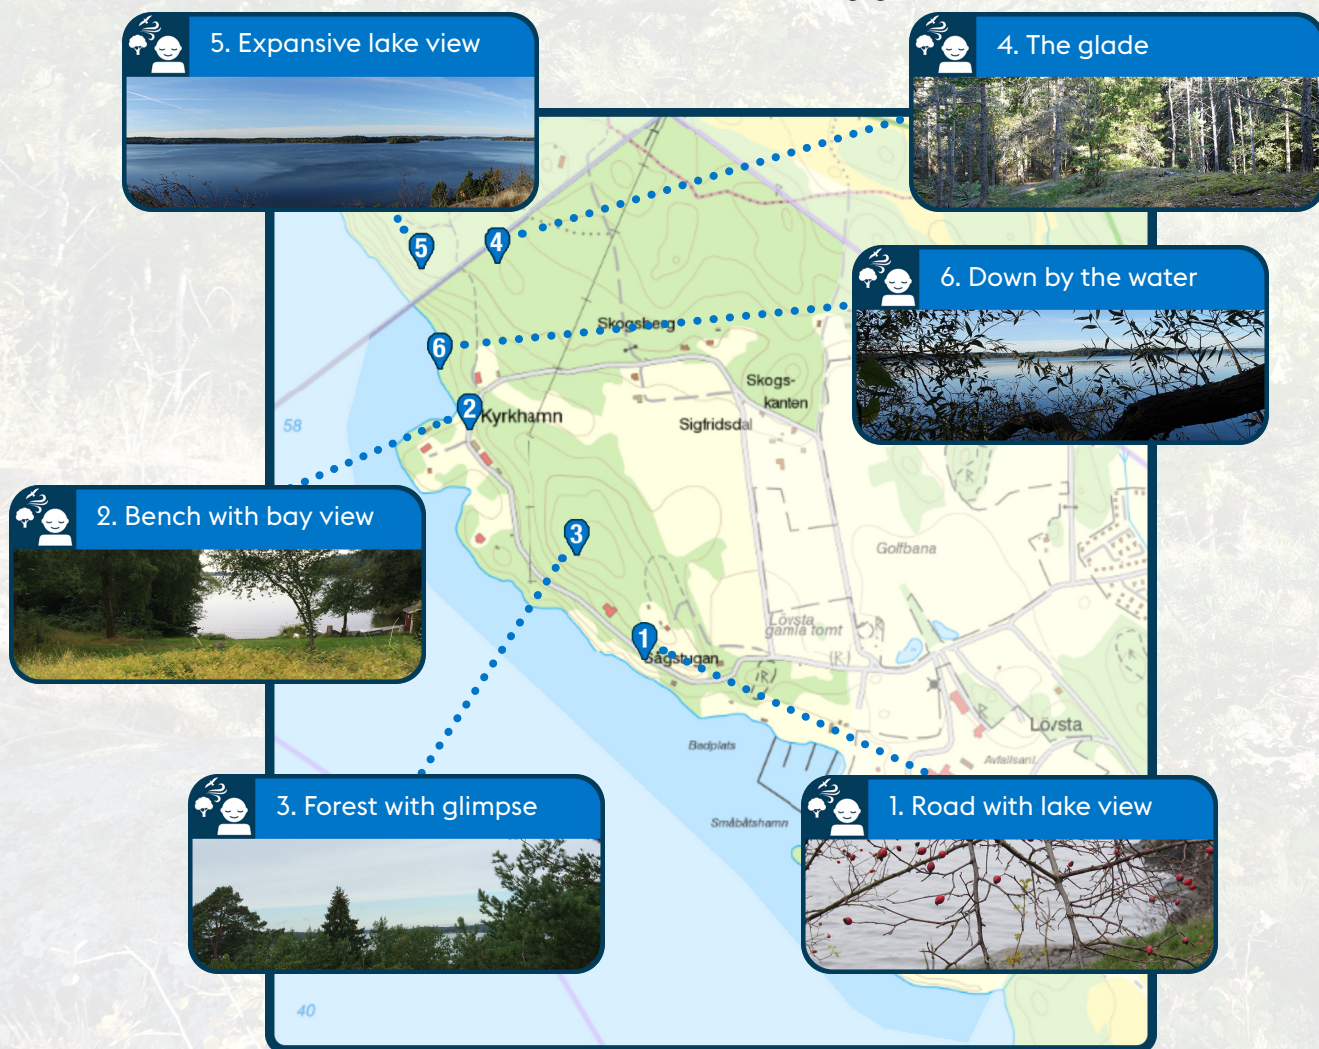 5. Expansive lake view
4. The glade
5
4
6. Down by the water
Skogsberg
6
Skogs-
kanten
2
Kyrkhamn
58
Sigfridsdal
2. Bench with bay view
R
3
Golfbana
Lövsta
gamla tomt
1
Sågstugan
(R)
(R)
R
Lövsta
Badplats
Avfallsanl.
3. Forest with glimpse
1. Road with lake view
Småbåtshamn
40